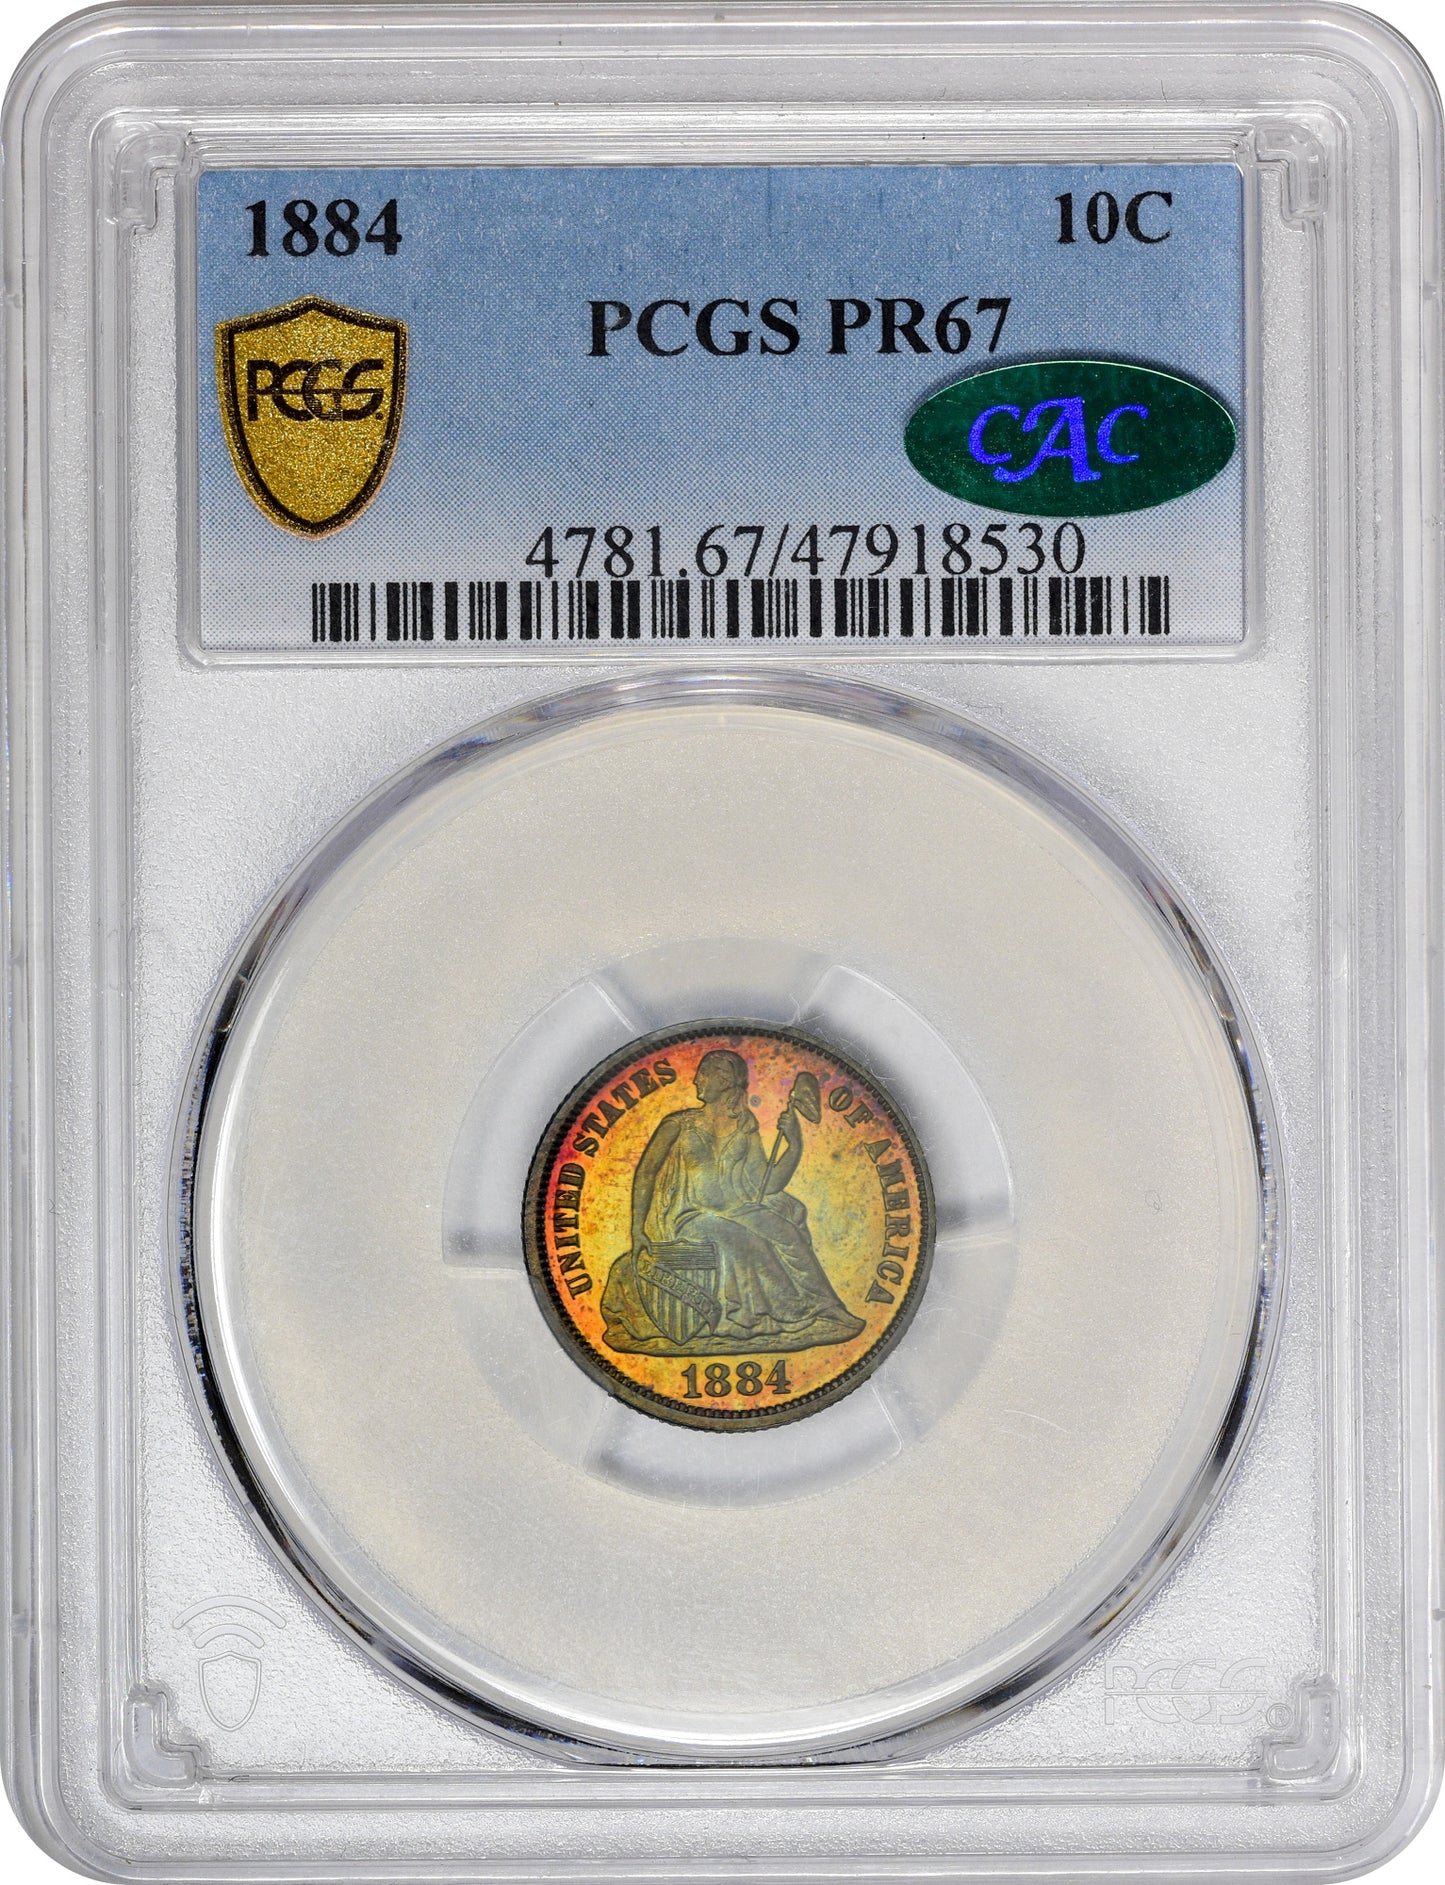 1884 10C
PCGS PR67
PCGS
CAC
4781.67/47918530
UNITED STATES OF AMERICA
LIBERTY
1884
PCGS